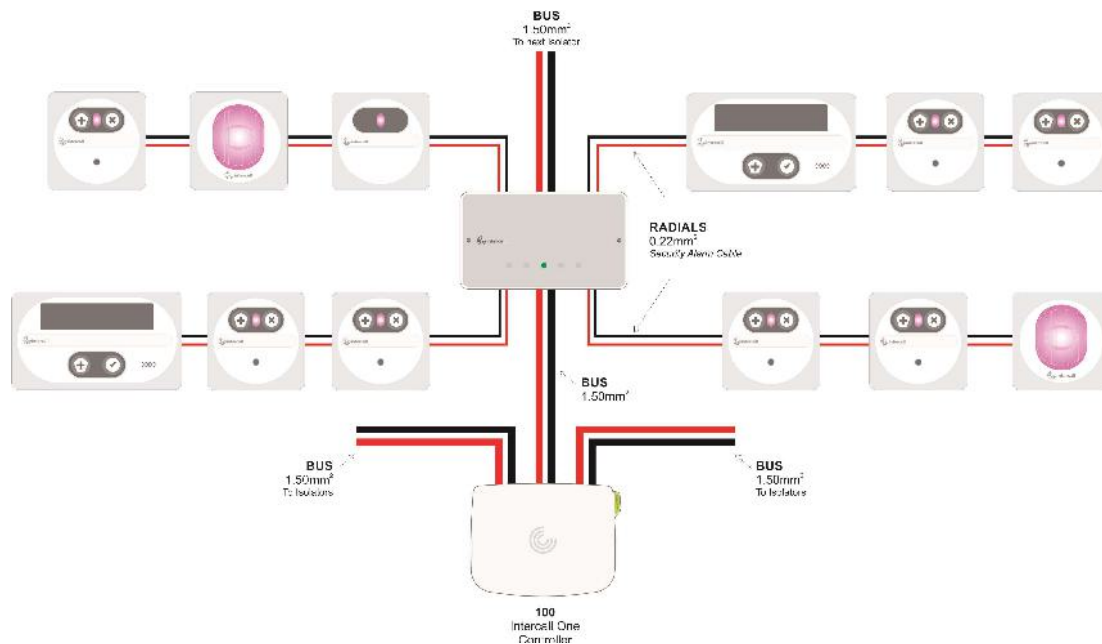 BUS
1.50mm²
To next Isolator
RADIALS
0.22mm²
Security Alarm Cable
BUS
1.50mm²
BUS
1.50mm²
To Isolators
BUS
1.50mm²
To Isolators
100
Intercall One
Controller